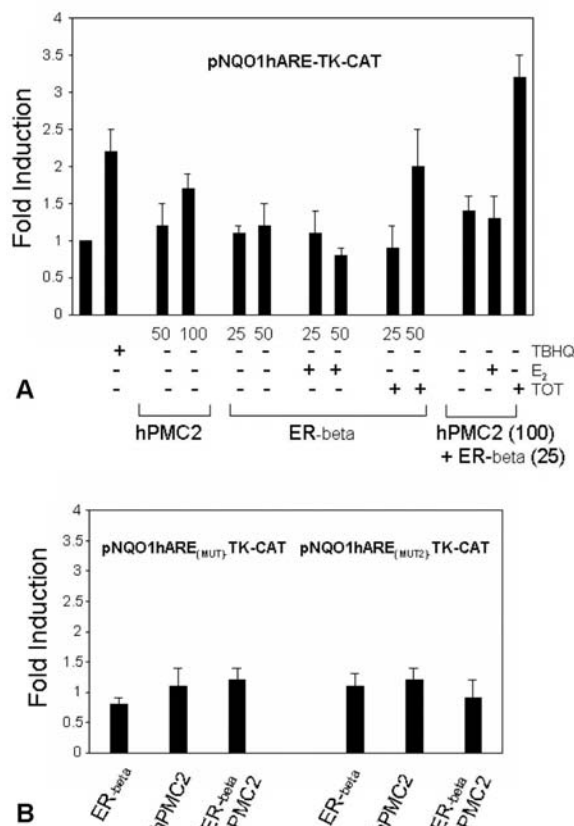 4
3.5
3
2.5
2
1.5
1
0.5
0
Fold Induction
pNQO1hARE-TK-CAT
50 100 25 50 25 50 25 50
+ - - - - - - - - - - - TBHQ
- - - - - + + - - - + - E2
- - - - - - - + + - - + TOT
A
hPMC2 ER-beta hPMC2 (100)
+ ER-beta (25)
4
3.5
3
2.5
2
1.5
1
0.5
0
Fold Induction
pNQO1hARE(MUT)-TK-CAT pNQO1hARE(MUT2)-TK-CAT
B
ER-beta hPMC2 ER-beta PMC2 ER-beta hPMC2 ER-beta PMC2